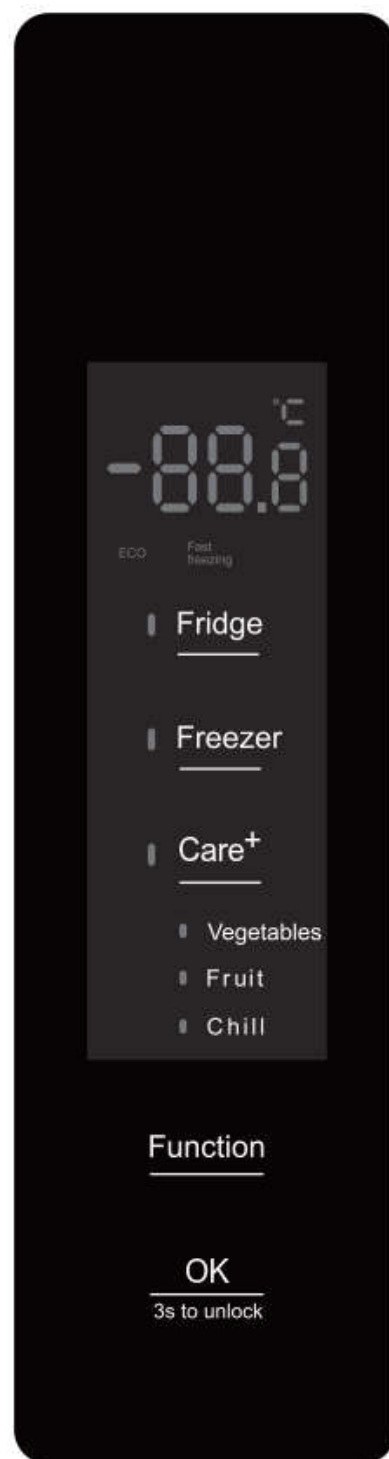 °C
-88.8
ECO
Fast
freezing
Fridge
Freezer
Care+
Vegetables
Fruit
Chill
Function
OK
3s to unlock